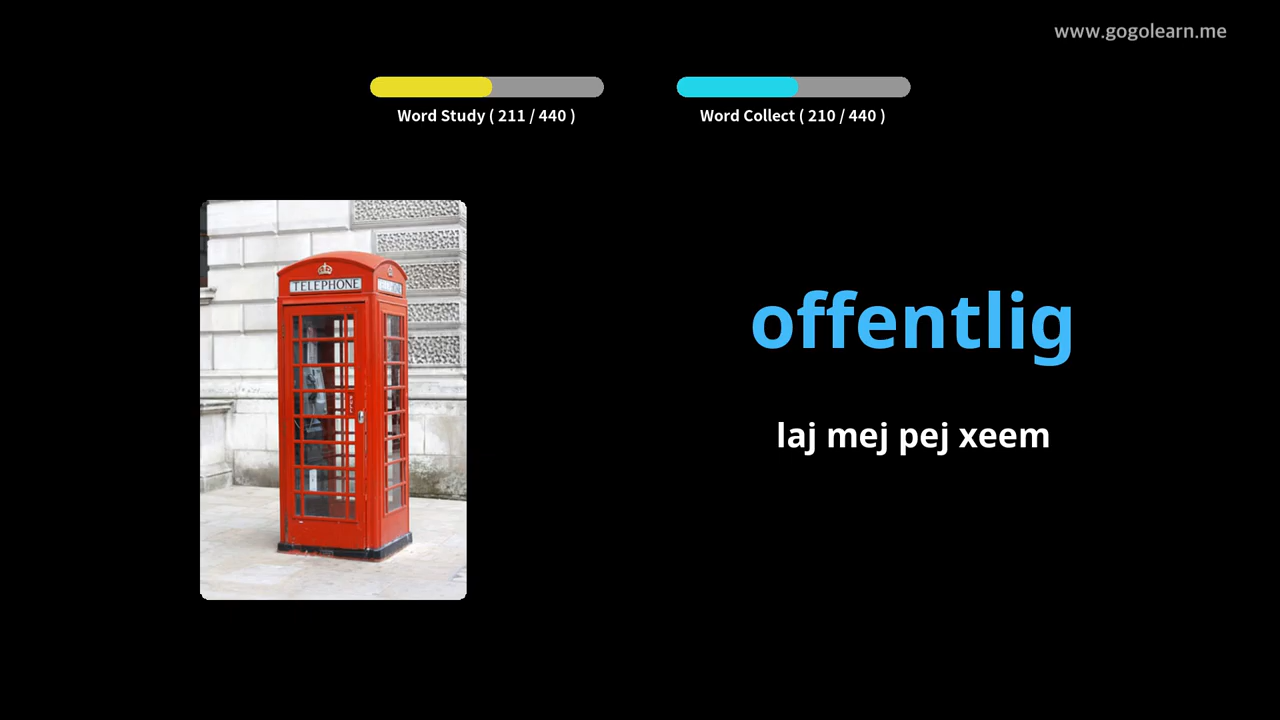 www.gogolearn.me
Word Study ( 211 / 440 )
Word Collect ( 210 / 440 )
TELEPHONE
offentlig
laj mej pej xeem